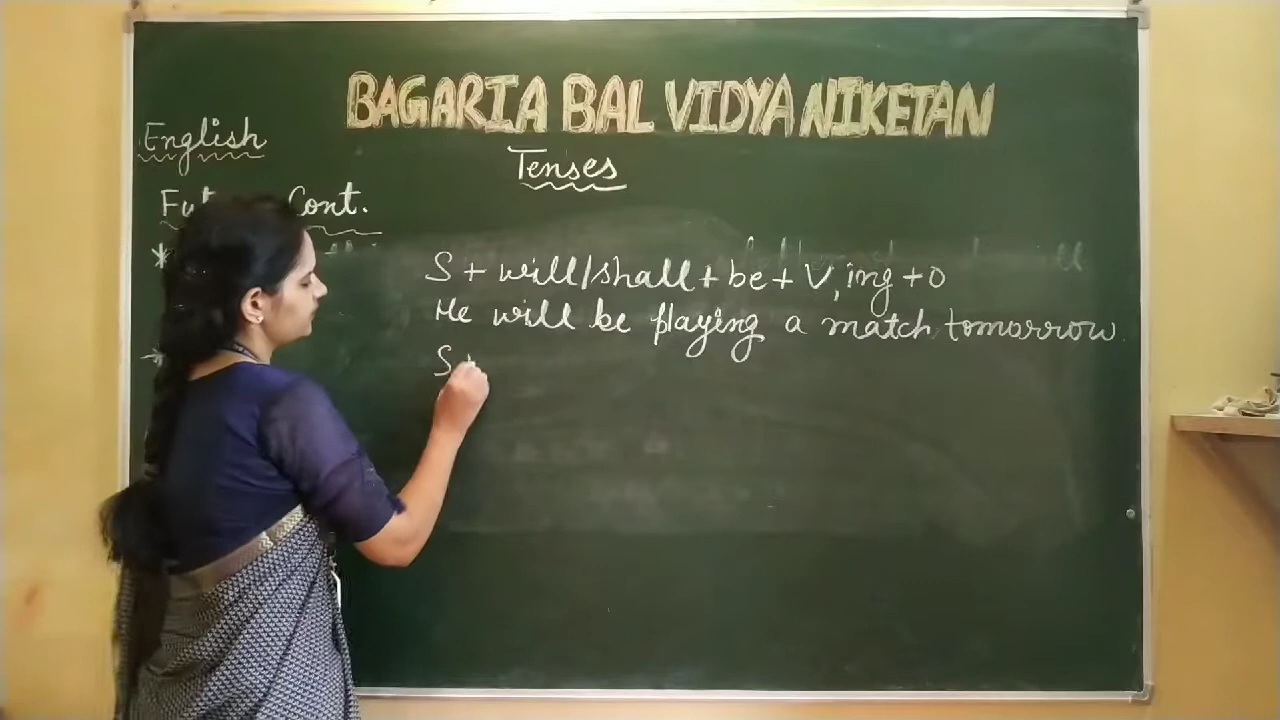 BAGARIA BAL VIDYA NIKETAN
English
Tenses
Cont.
*
S + will/shall + be + V, ing + O
He will be playing a match tomorrow.
S +